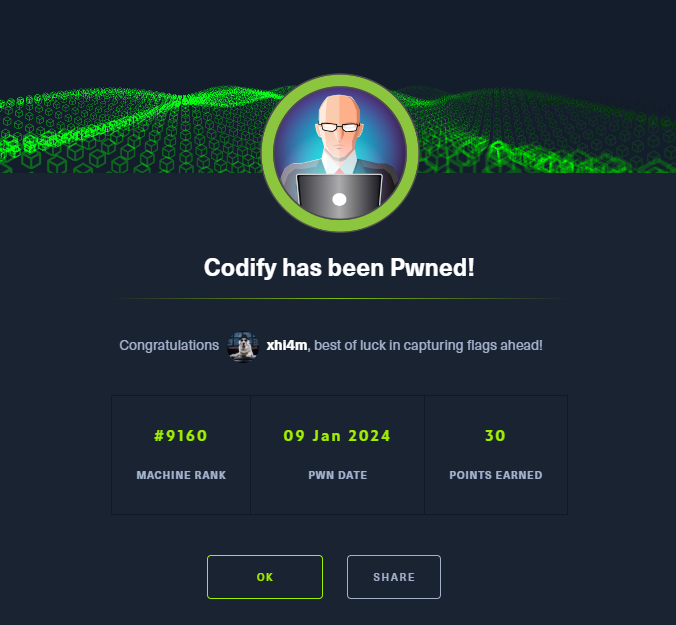 Codify has been Pwned!
Congratulations xhl4m, best of luck in capturing flags ahead!
#9160 09 Jan 2024 30
MACHINE RANK PWN DATE POINTS EARNED
OK SHARE